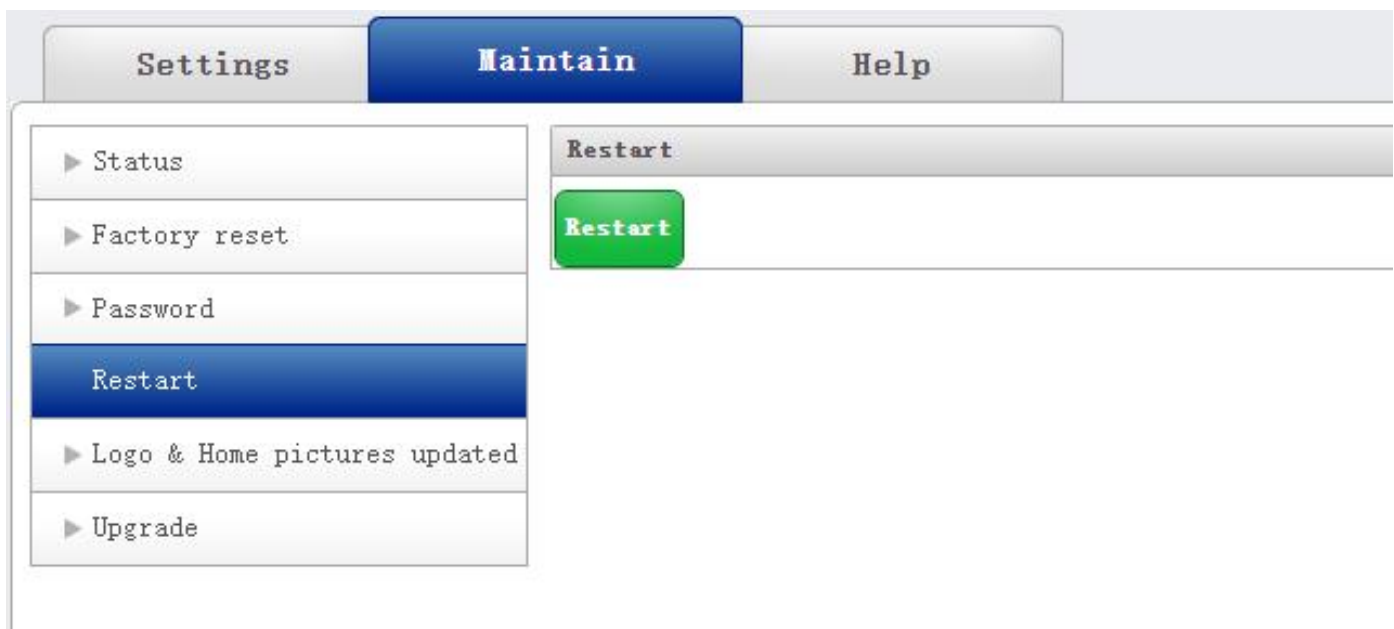 Settings Maintain Help
Status
Factory reset
Password
Restart
Logo & Home pictures updated
Upgrade
Restart
Restart